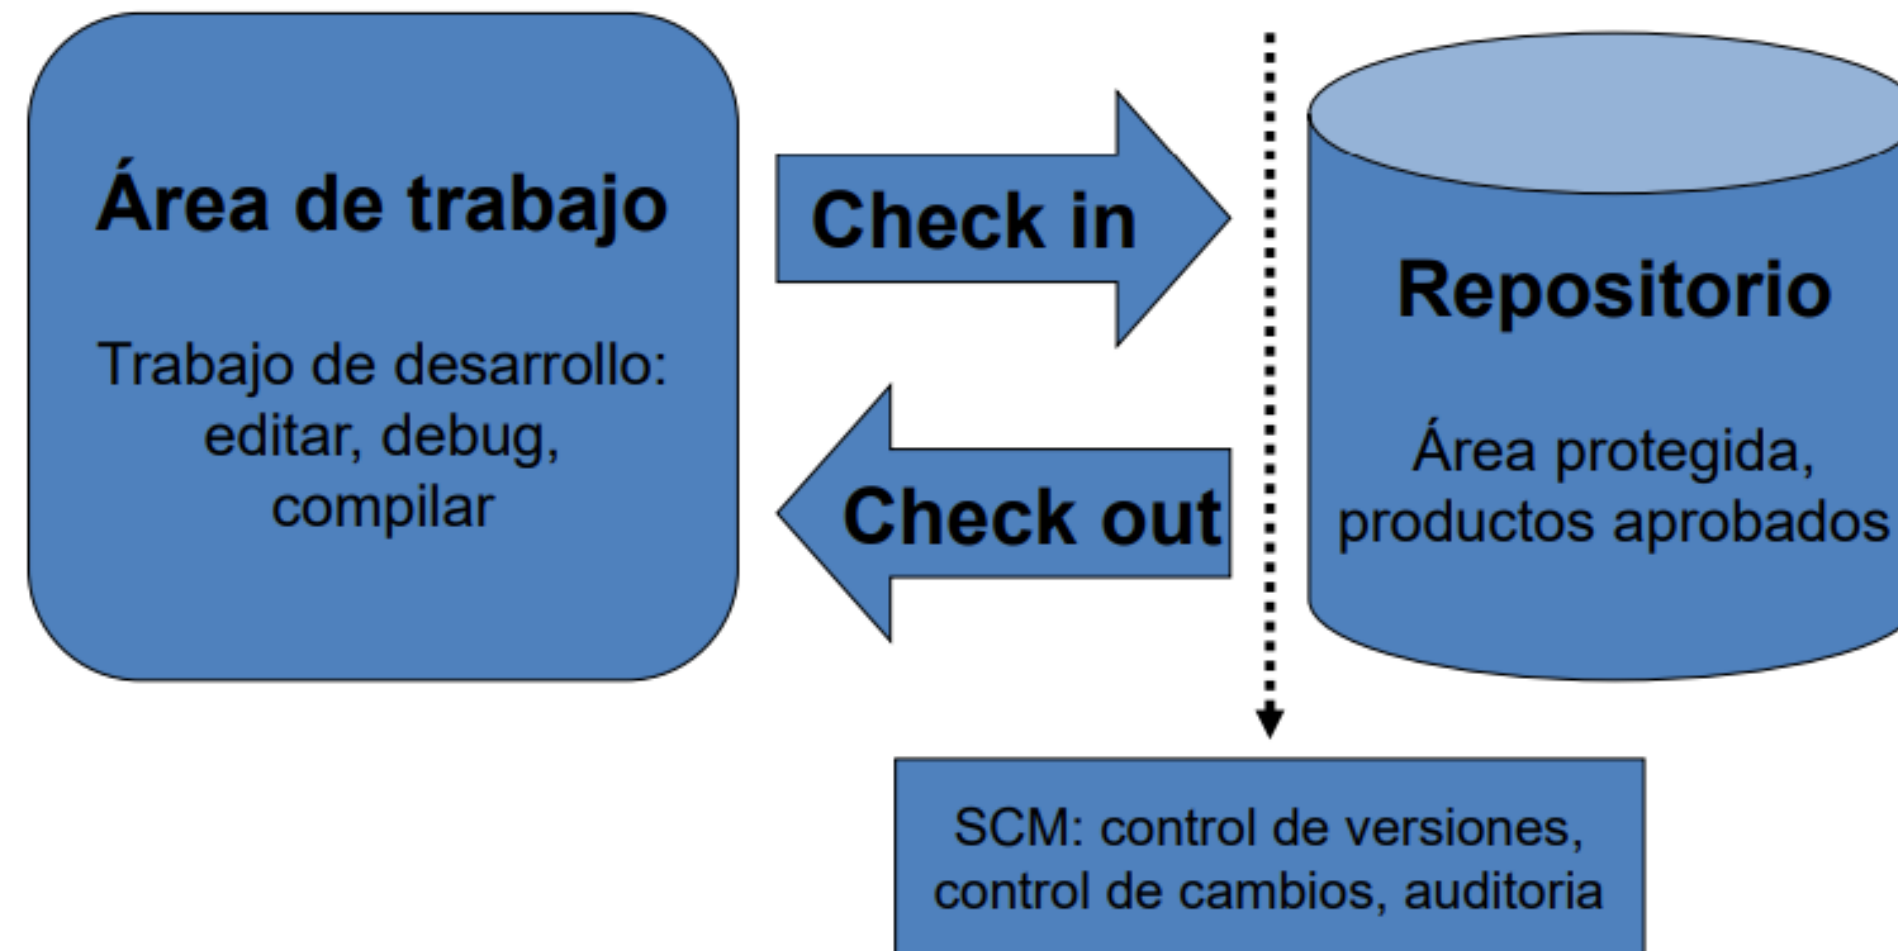 Área de trabajo
Trabajo de desarrollo:
editar, debug,
compilar
Check in
Check out
Repositorio
Área protegida,
productos aprobados
SCM: control de versiones,
control de cambios, auditoria